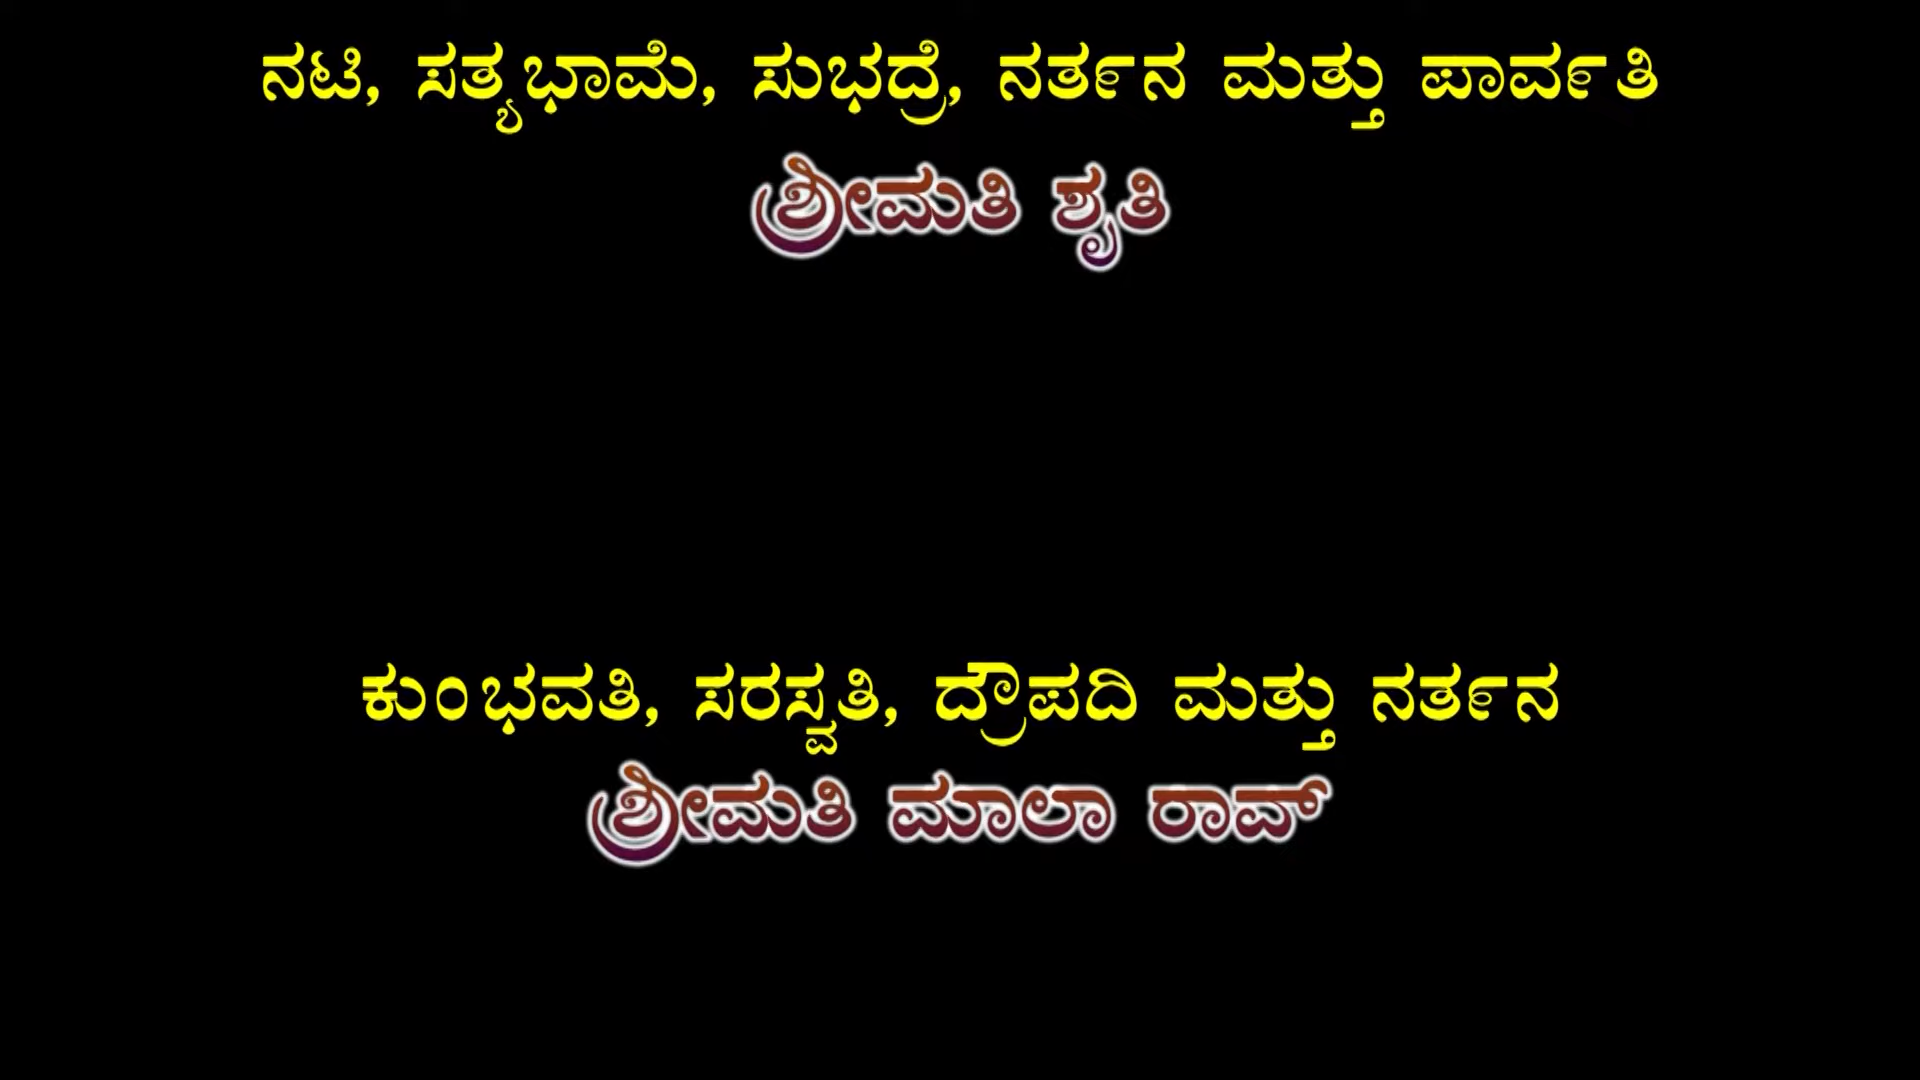 ನಟಿ, ಸತ್ಯಭಾಮೆ, ಸುಭದ್ರೆ, ನರ್ತನ ಮತ್ತು ಪಾರ್ವತಿ
ಶ್ರೀಮತಿ ಶೃತಿ
ಕುಂಭವತಿ, ಸರಸ್ವತಿ, ದ್ರೌಪದಿ ಮತ್ತು ನರ್ತನ
ಶ್ರೀಮತಿ ಮಾಲಾ ರಾವ್